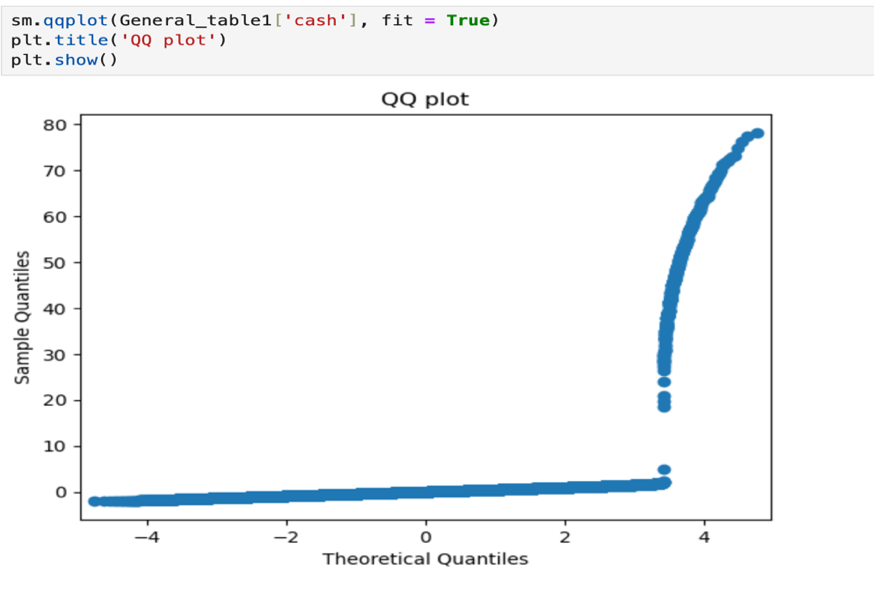 sm.qqplot(General_table1['cash'], fit = True)
plt.title('QQ plot')
plt.show()
QQ plot
80
70
60
50
40
30
20
10
0
Sample Quantiles
−4 −2 0 2 4
Theoretical Quantiles